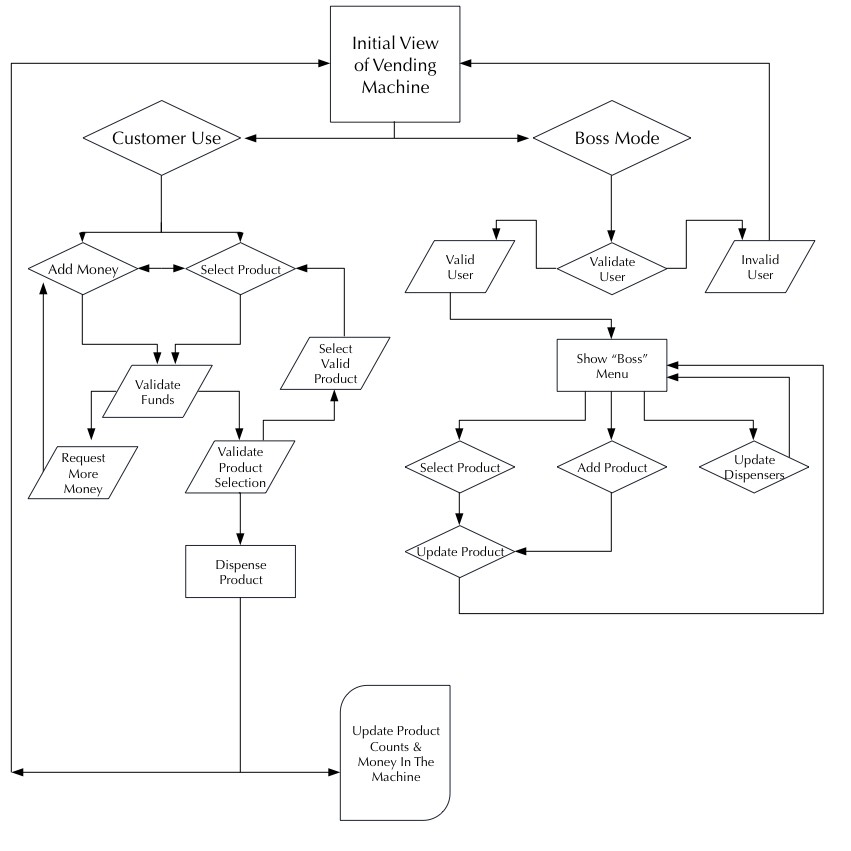 Initial View
of Vending
Machine
Customer Use
Boss Mode
Add Money
Select Product
Valid
User
Validate
User
Invalid
User
Select
Valid
Product
Show “Boss”
Menu
Validate
Funds
Request
More
Money
Validate
Product
Selection
Select Product
Add Product
Update
Dispensers
Update Product
Dispense
Product
Update Product
Counts &
Money In The
Machine